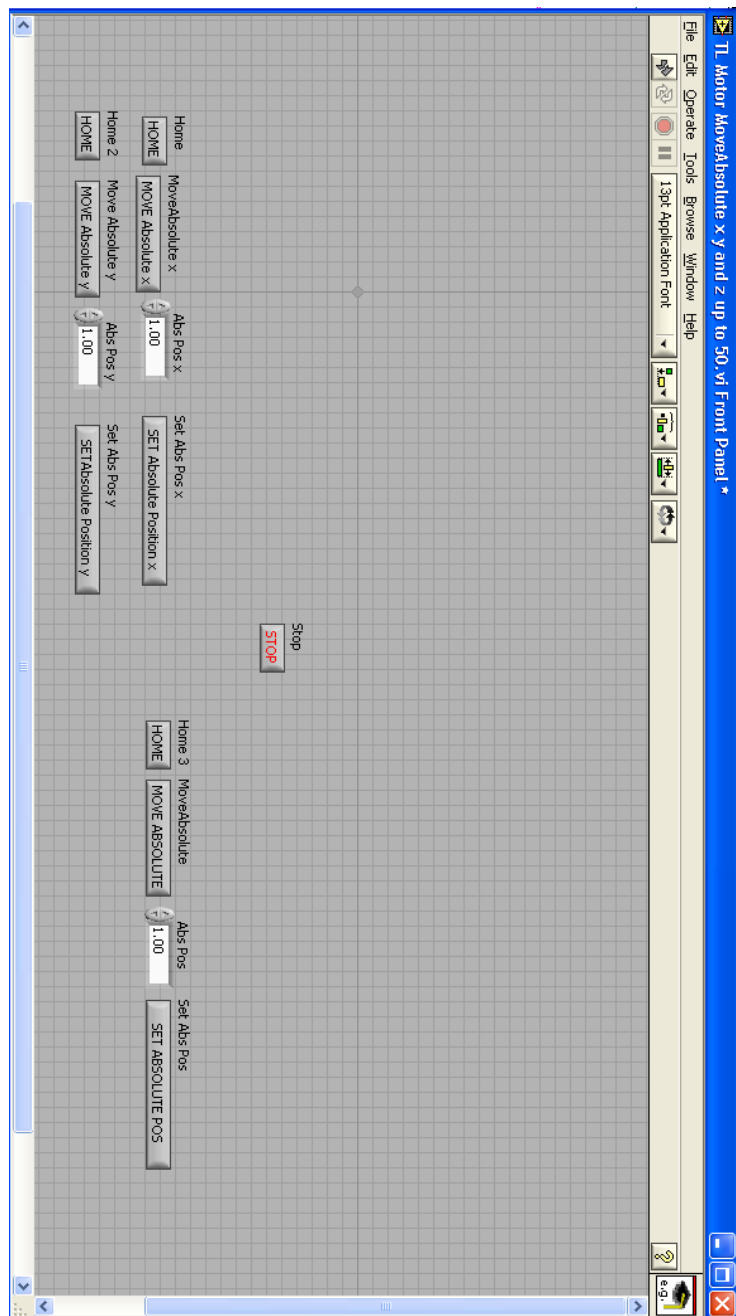 TL Motor MoveAbsolute x y and z up to 50.vi Front Panel *
File Edit Operate Tools Browse Window Help
13pt Application Font
?
e.g.
Stop
STOP
Home MoveAbsolute x Abs Pos x Set Abs Pos x
HOME MOVE Absolute x 1.00 SET Absolute Position x
Home 3 MoveAbsolute Abs Pos Set Abs Pos
HOME MOVE ABSOLUTE 1.00 SET ABSOLUTE POS
Home 2 Move Absolute y Abs Pos y Set Abs Pos y
HOME MOVE Absolute y 1.00 SETAbsolute Position y